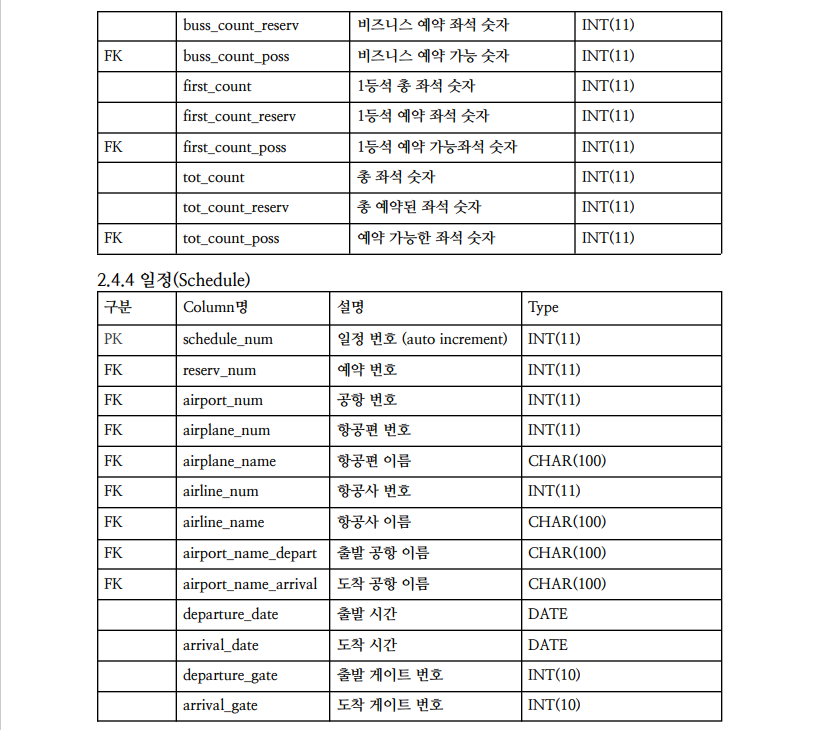 buss_count_reserv 비즈니스 예약 좌석 숫자 INT(11)
FK buss_count_poss 비즈니스 예약 가능 숫자 INT(11)
first_count 1등석 총 좌석 숫자 INT(11)
first_count_reserv 1등석 예약 좌석 숫자 INT(11)
FK first_count_poss 1등석 예약 가능좌석 숫자 INT(11)
tot_count 총 좌석 숫자 INT(11)
tot_count_reserv 총 예약된 좌석 숫자 INT(11)
FK tot_count_poss 예약 가능한 좌석 숫자 INT(11)
2.4.4 일정(Schedule)
구분 Column명 설명 Type
PK schedule_num 일정 번호 (auto increment) INT(11)
FK reserv_num 예약 번호 INT(11)
FK airport_num 공항 번호 INT(11)
FK airplane_num 항공편 번호 INT(11)
FK airplane_name 항공편 이름 CHAR(100)
FK airline_num 항공사 번호 INT(11)
FK airline_name 항공사 이름 CHAR(100)
FK airport_name_depart 출발 공항 이름 CHAR(100)
FK airport_name_arrival 도착 공항 이름 CHAR(100)
departure_date 출발 시간 DATE
arrival_date 도착 시간 DATE
departure_gate 출발 게이트 번호 INT(10)
arrival_gate 도착 게이트 번호 INT(10)